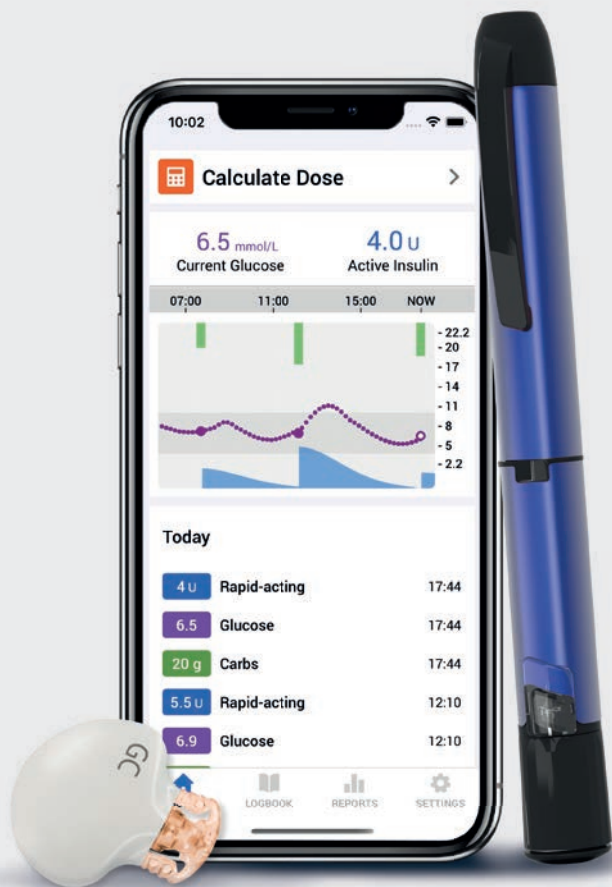 10:02
Calculate Dose
6.5 mmol/L 4.0 U
Current Glucose Active Insulin
07:00 11:00 15:00 NOW
- 22.2
- 20
- 17
- 14
- 11
- 8
- 5
- 2.2
Today
4 U Rapid-acting 17:44
6.5 Glucose 17:44
20 g Carbs 17:44
5.5 U Rapid-acting 12:10
6.9 Glucose 12:10
LOGBOOK REPORTS SETTINGS
GC